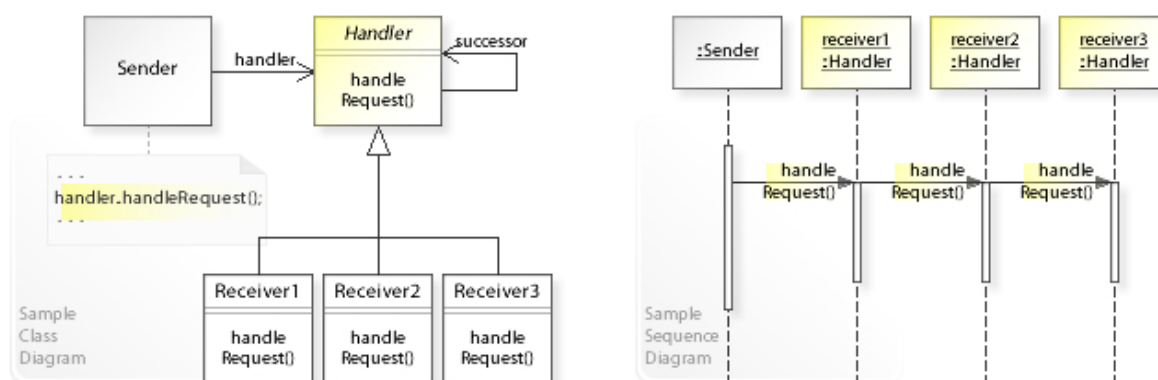 Sender
handler
Handler
handle
Request()
successor
...
handler.handleRequest();
...
Receiver1
handle
Request()
Receiver2
handle
Request()
Receiver3
handle
Request()
Sample
Class
Diagram
:Sender
receiver1
:Handler
receiver2
:Handler
receiver3
:Handler
handle
Request()
handle
Request()
handle
Request()
Sample
Sequence
Diagram